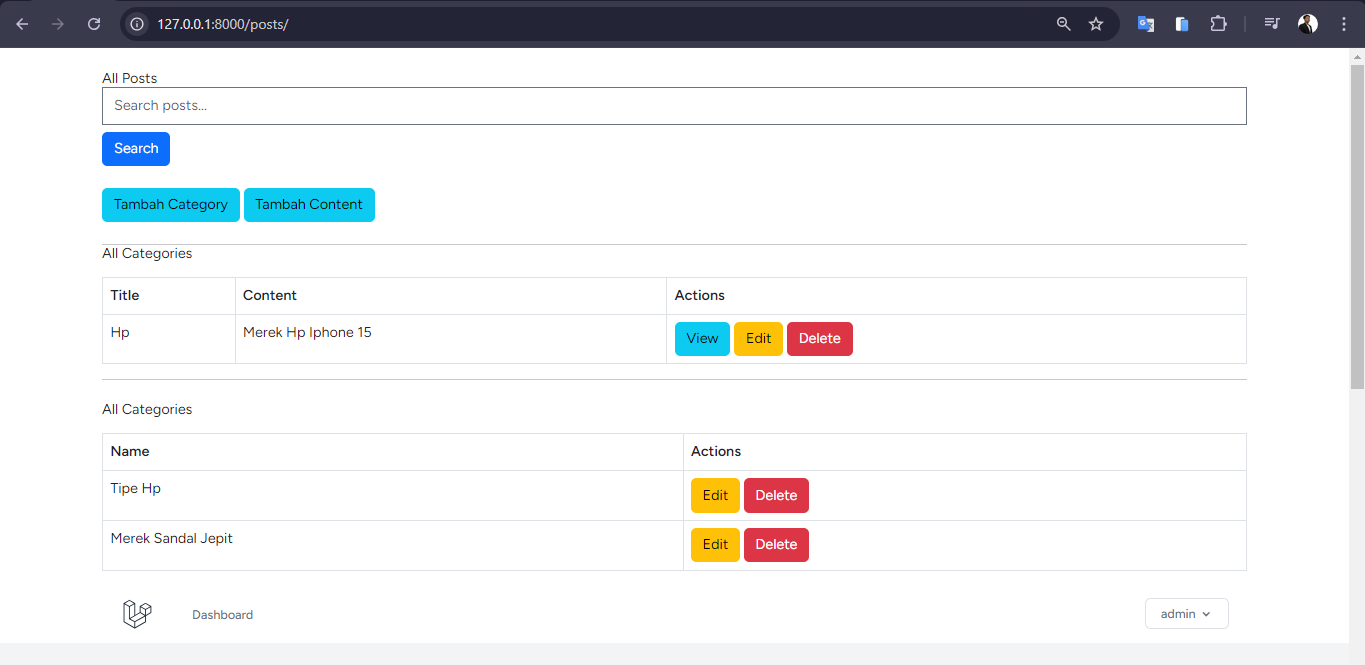 127.0.0.1:8000/posts/
All Posts
Search posts...
Search
Tambah Category Tambah Content
All Categories
Title Content Actions
Hp Merek Hp Iphone 15 View Edit Delete
All Categories
Name Actions
Tipe Hp Edit Delete
Merek Sandal Jepit Edit Delete
Dashboard admin